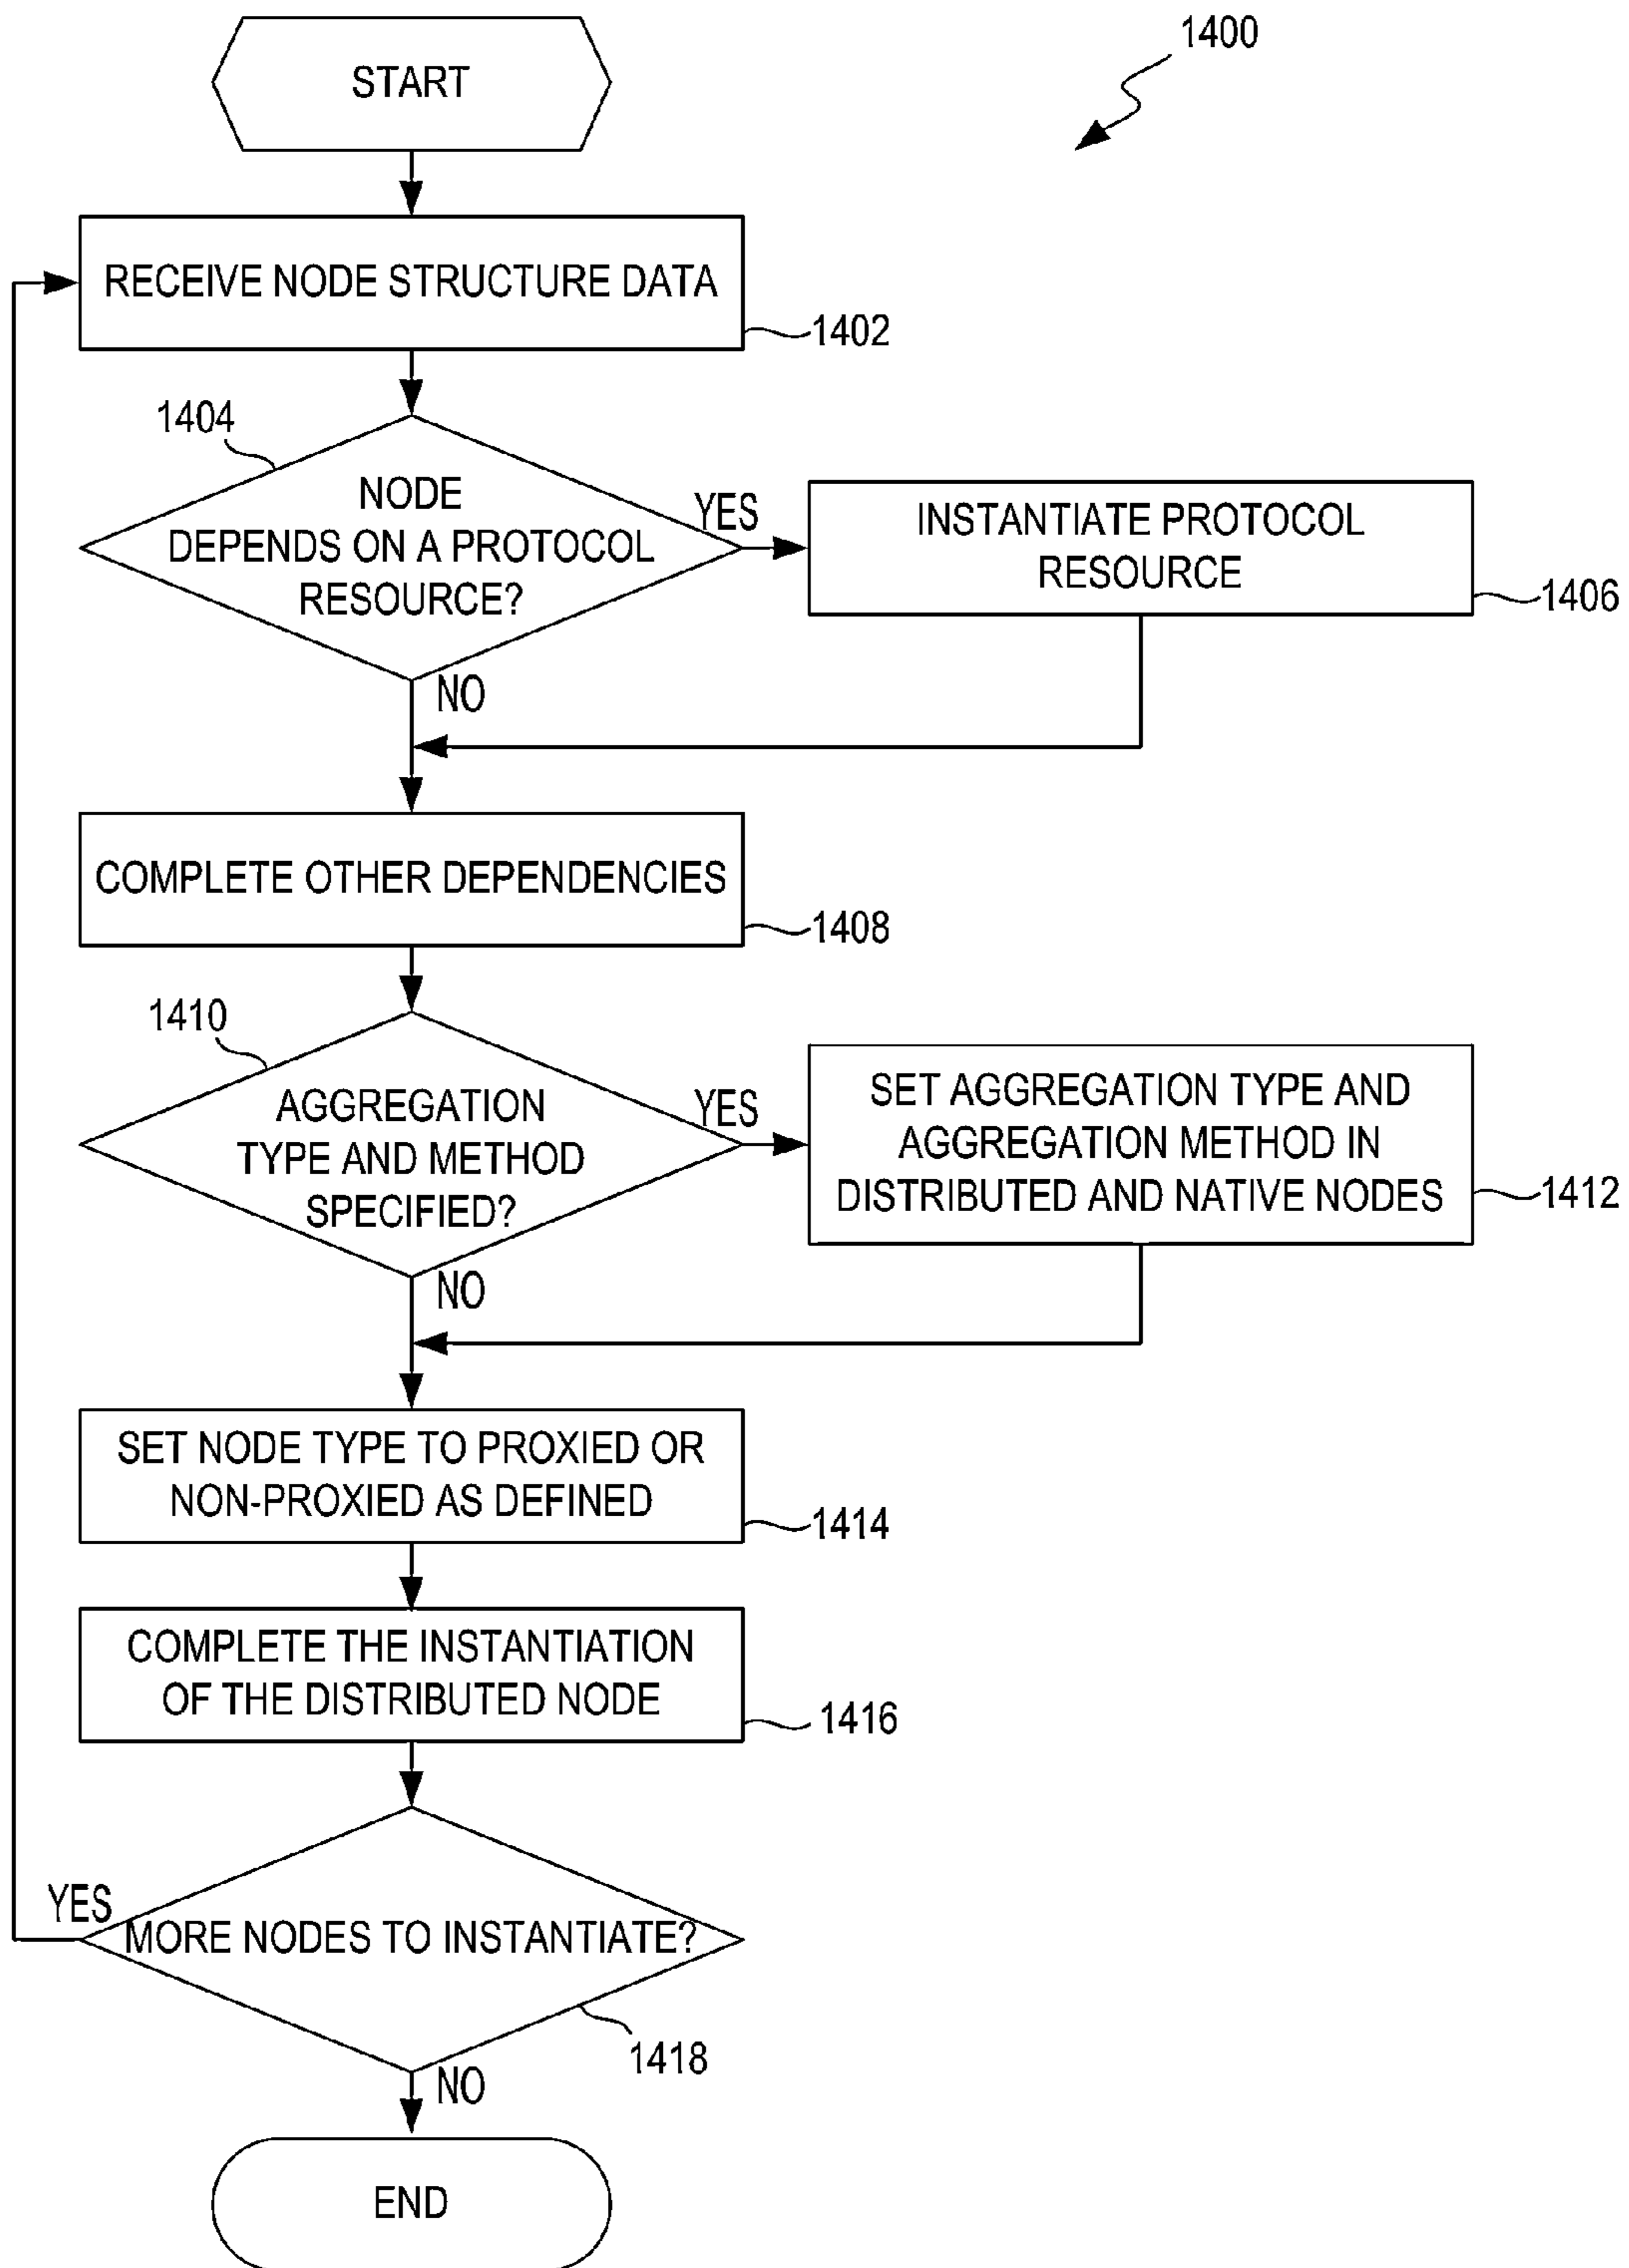 1400
START
RECEIVE NODE STRUCTURE DATA
1402
1404
NODE
DEPENDS ON A PROTOCOL
RESOURCE?
YES
INSTANTIATE PROTOCOL
RESOURCE
1406
NO
COMPLETE OTHER DEPENDENCIES
1408
1410
AGGREGATION
TYPE AND METHOD
SPECIFIED?
YES
SET AGGREGATION TYPE AND
AGGREGATION METHOD IN
DISTRIBUTED AND NATIVE NODES
1412
NO
SET NODE TYPE TO PROXIED OR
NON-PROXIED AS DEFINED
1414
COMPLETE THE INSTANTIATION
OF THE DISTRIBUTED NODE
1416
YES
MORE NODES TO INSTANTIATE?
1418
NO
END